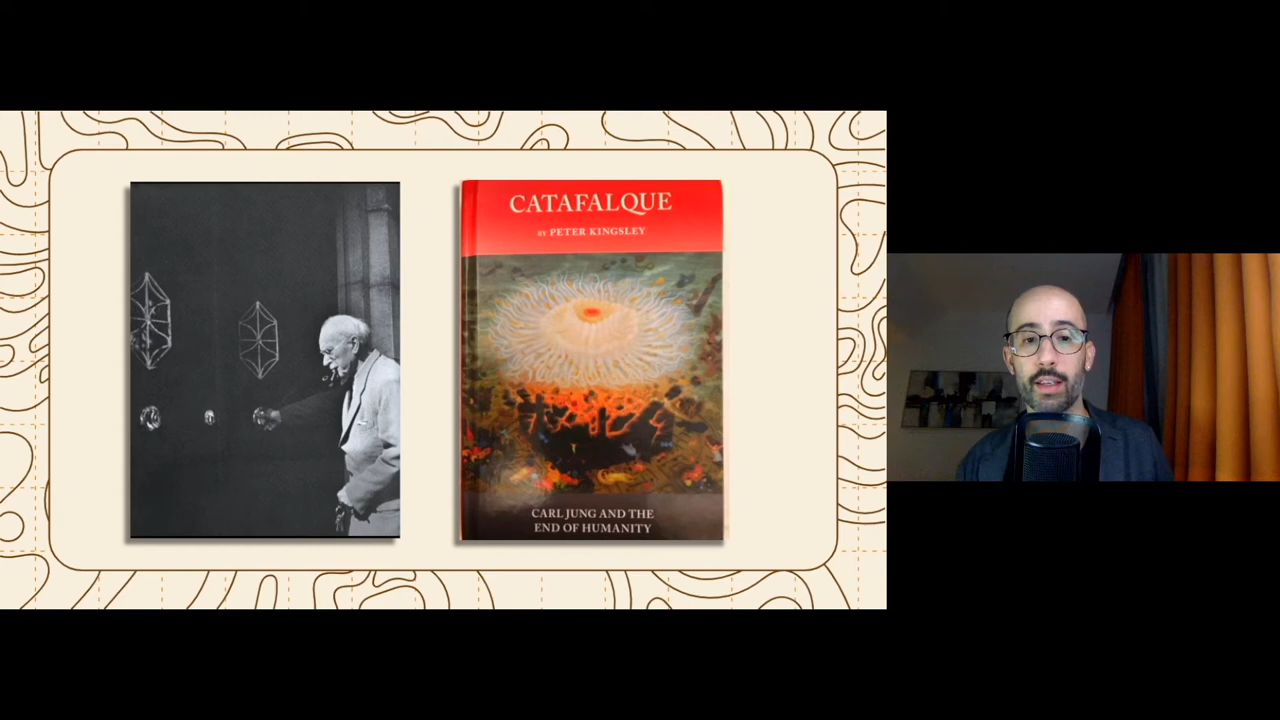 CATAFALQUE
BY PETER KINGSLEY
CARL JUNG AND THE
END OF HUMANITY